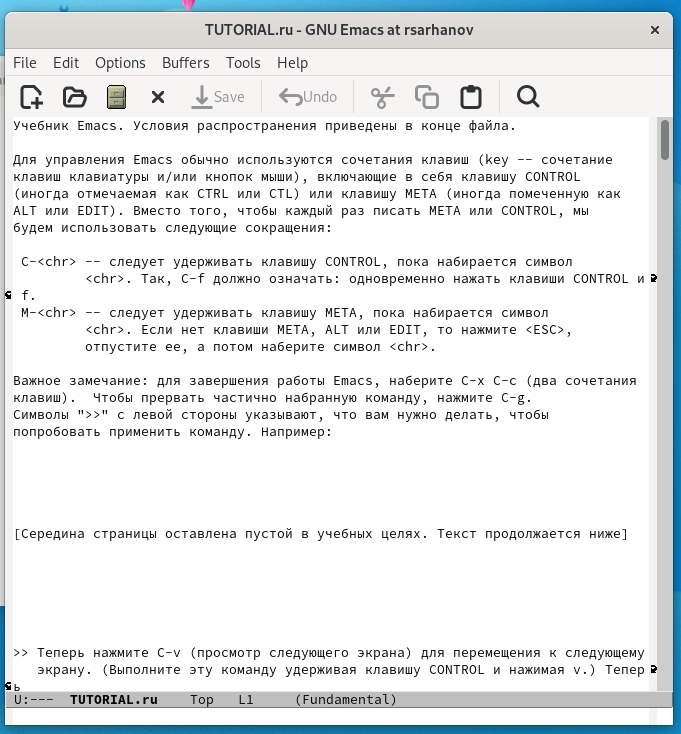 TUTORIAL.ru - GNU Emacs at rsarhanov
File Edit Options Buffers Tools Help
Save Undo
Учебник Emacs. Условия распространения приведены в конце файла.
Для управления Emacs обычно используются сочетания клавиш (key -- сочетание
клавиш клавиатуры и/или кнопок мыши), включающие в себя клавишу CONTROL
(иногда отмечаемая как CTRL или CTL) или клавишу META (иногда помеченную как
ALT или EDIT). Вместо того, чтобы каждый раз писать META или CONTROL, мы
будем использовать следующие сокращения:
C-<chr> -- следует удерживать клавишу CONTROL, пока набирается символ
<chr>. Так, C-f должно означать: одновременно нажать клавиши CONTROL и
f.
M-<chr> -- следует удерживать клавишу META, пока набирается символ
<chr>. Если нет клавиши META, ALT или EDIT, то нажмите <ESC>,
отпустите ее, а потом наберите символ <chr>.
Важное замечание: для завершения работы Emacs, наберите C-x C-c (два сочетания
клавиш). Чтобы прервать частично набранную команду, нажмите C-g.
Символы ">>" с левой стороны указывают, что вам нужно делать, чтобы
попробовать применить команду. Например:
[Середина страницы оставлена пустой в учебных целях. Текст продолжается ниже]
>> Теперь нажмите C-v (просмотр следующего экрана) для перемещения к следующему
экрану. (Выполните эту команду удерживая клавишу CONTROL и нажимая v.) Тепер
ь
U:--- TUTORIAL.ru Top L1 (Fundamental)